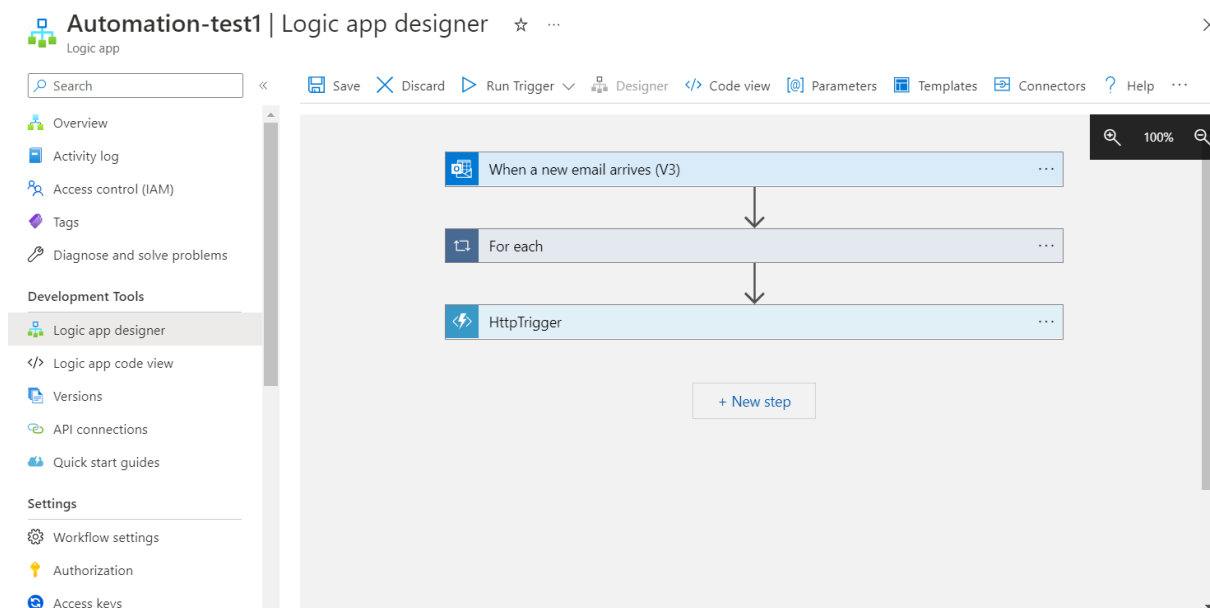 Automation-test1 | Logic app designer
Logic app
Search
Save
Discard
Run Trigger
Designer
Code view
Parameters
Templates
Connectors
Help
Overview
Activity log
Access control (IAM)
Tags
Diagnose and solve problems
Development Tools
Logic app designer
Logic app code view
Versions
API connections
Quick start guides
Settings
Workflow settings
Authorization
Access keys
100%
When a new email arrives (V3)
For each
HttpTrigger
+ New step